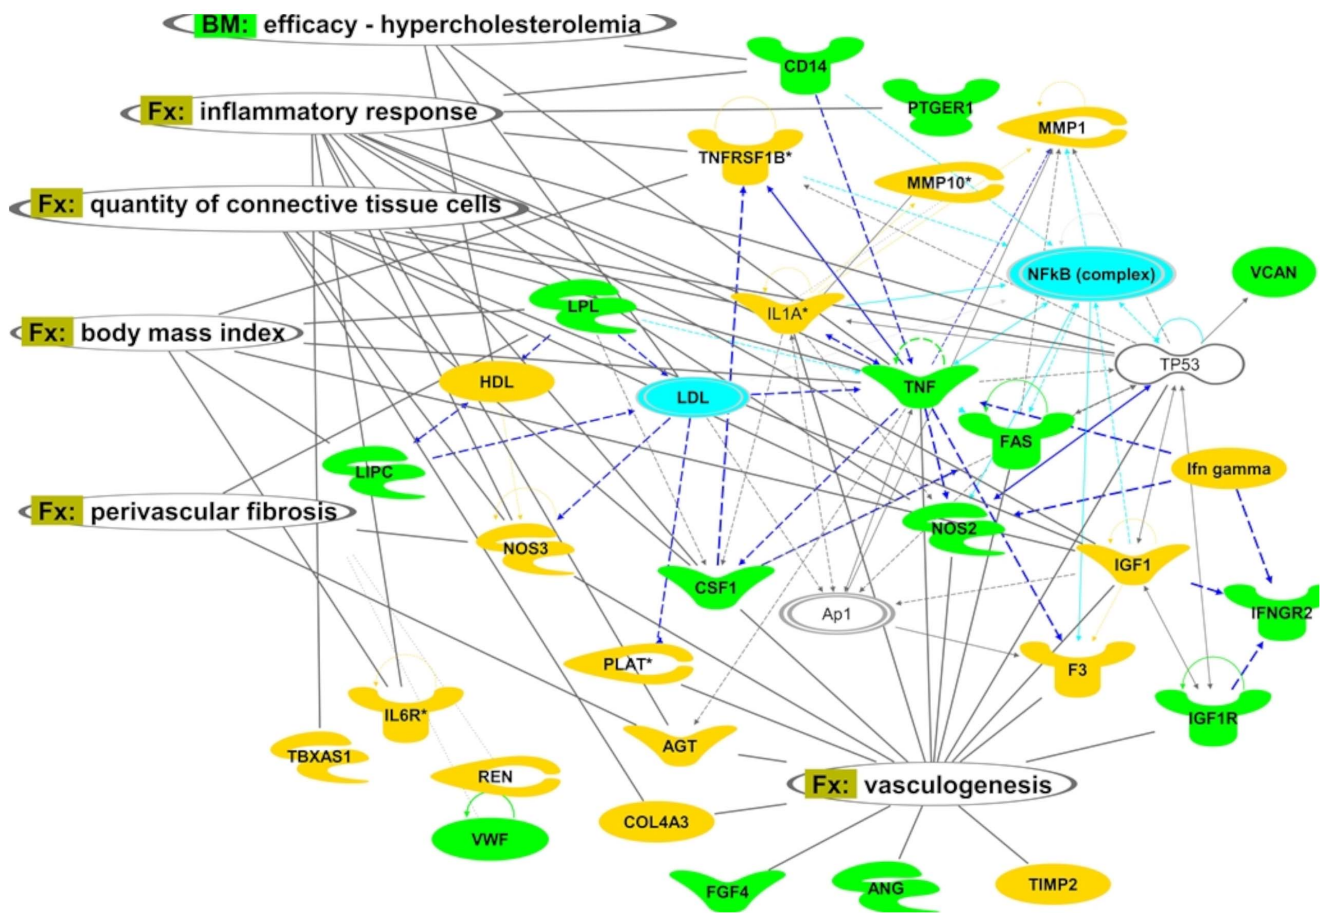 BM: efficacy - hypercholesterolemia
CD14
Fx: inflammatory response
PTGER1
MMP1
TNFRSF1B*
MMP10*
Fx: quantity of connective tissue cells
NFkB (complex)
VCAN
LPL
IL1A*
Fx: body mass index
TP53
HDL
LDL
TNF
FAS
LIPC
Ifn gamma
Fx: perivascular fibrosis
NOS2
NOS3
IGF1
CSF1
Ap1
IFNGR2
PLAT*
F3
IL6R*
IGF1R
AGT
TBXAS1
REN
Fx: vasculogenesis
COL4A3
VWF
FGF4
ANG
TIMP2